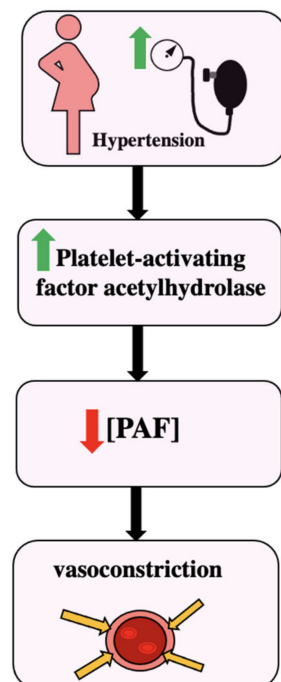 Hypertension
Platelet-activating
factor acetylhydrolase
[PAF]
vasoconstriction